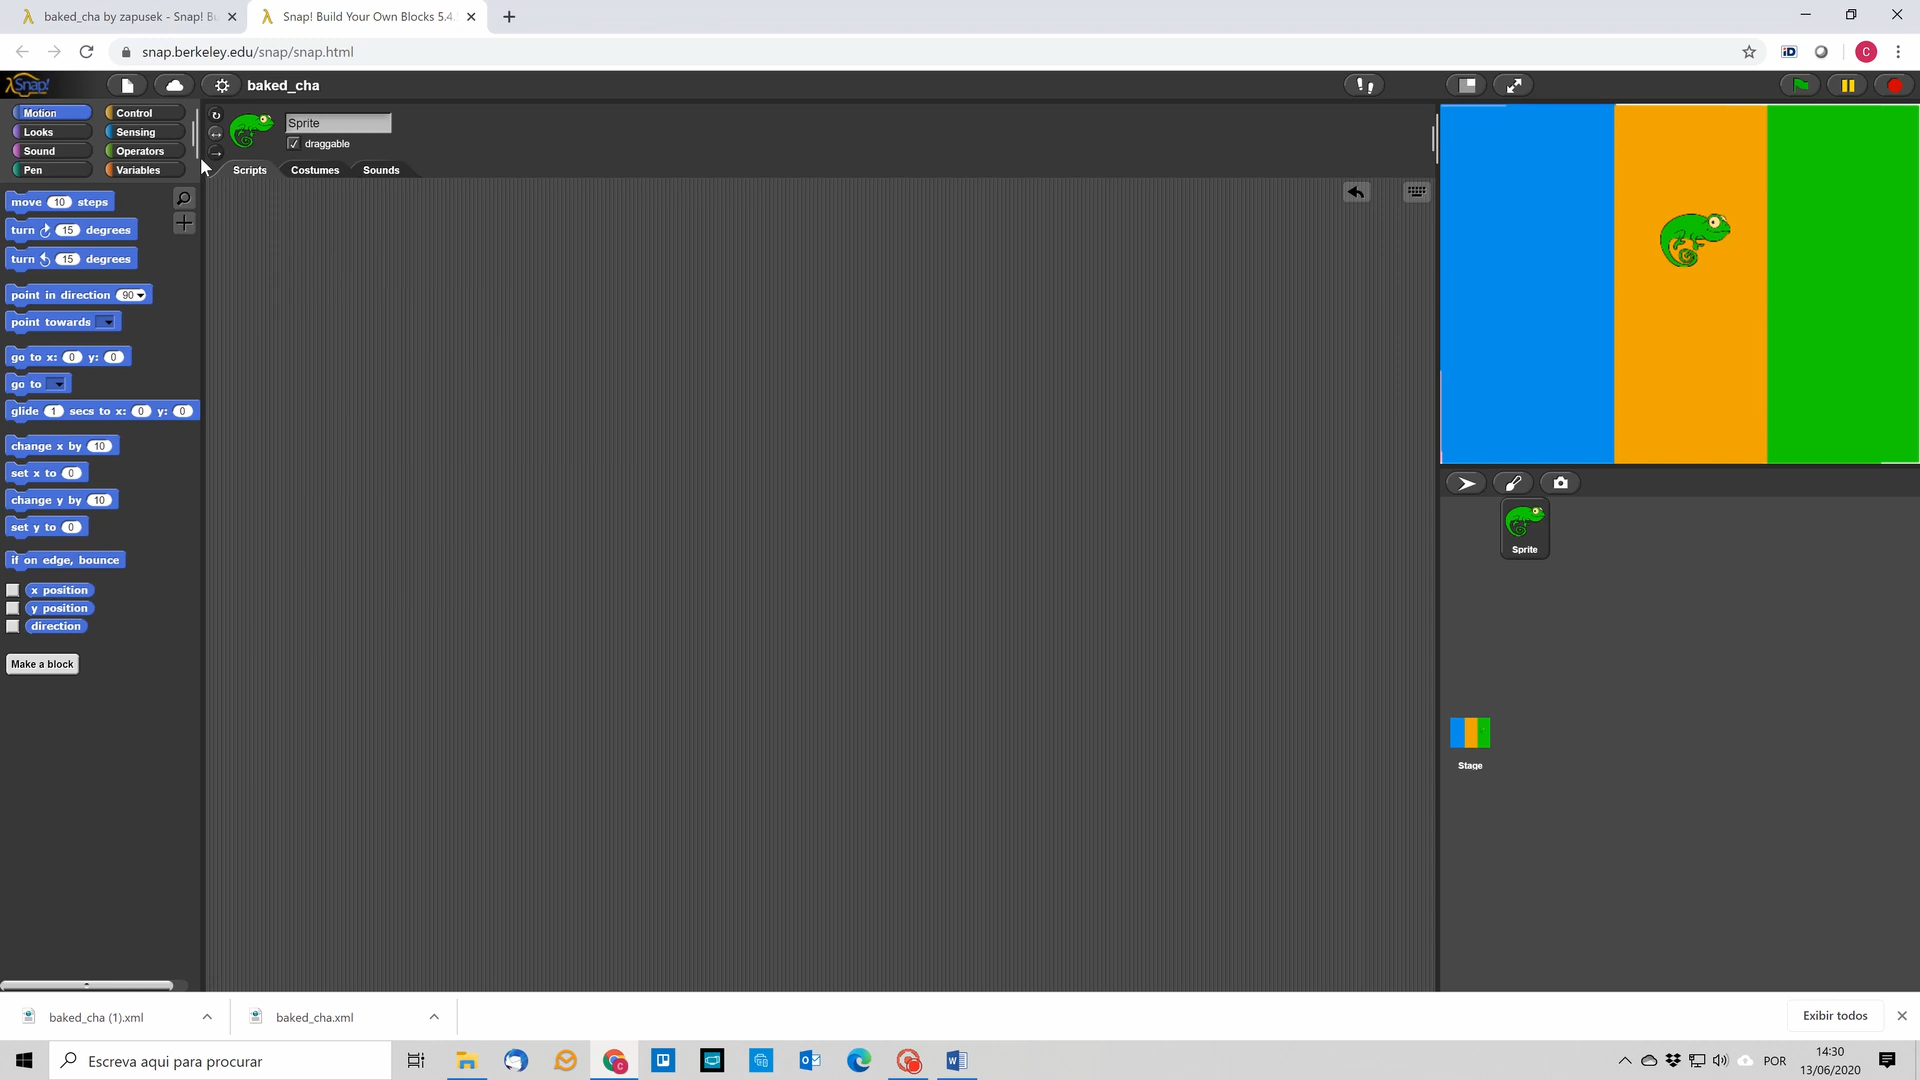 baked_cha by zapusek - Snap! Bu
Snap! Build Your Own Blocks 5.4.
snap.berkeley.edu/snap/snap.html
iD
C
Snap!
baked_cha
Motion
Control
Looks
Sensing
Sound
Operators
Pen
Variables
Sprite
draggable
Scripts
Costumes
Sounds
move 10 steps
turn 15 degrees
turn 15 degrees
point in direction 90
point towards
go to x: 0 y: 0
go to
glide 1 secs to x: 0 y: 0
change x by 10
set x to 0
change y by 10
set y to 0
if on edge, bounce
x position
y position
direction
Make a block
Sprite
Stage
baked_cha (1).xml
baked_cha.xml
Exibir todos
Escreva aqui para procurar
POR
14:30
13/06/2020